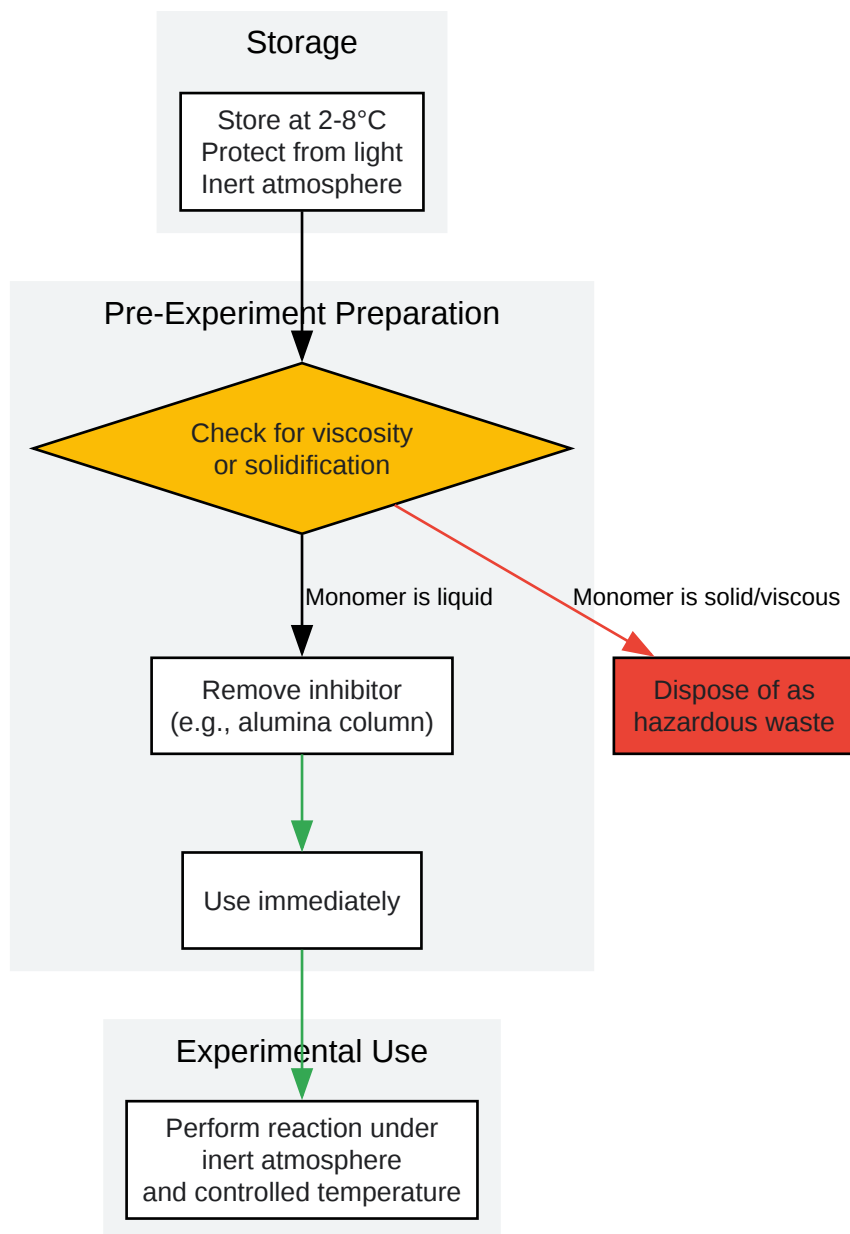 Storage
Store at 2-8°C
Protect from light
Inert atmosphere
Pre-Experiment Preparation
Check for viscosity
or solidification
Monomer is liquid
Monomer is solid/viscous
Remove inhibitor
(e.g., alumina column)
Dispose of as
hazardous waste
Use immediately
Experimental Use
Perform reaction under
inert atmosphere
and controlled temperature